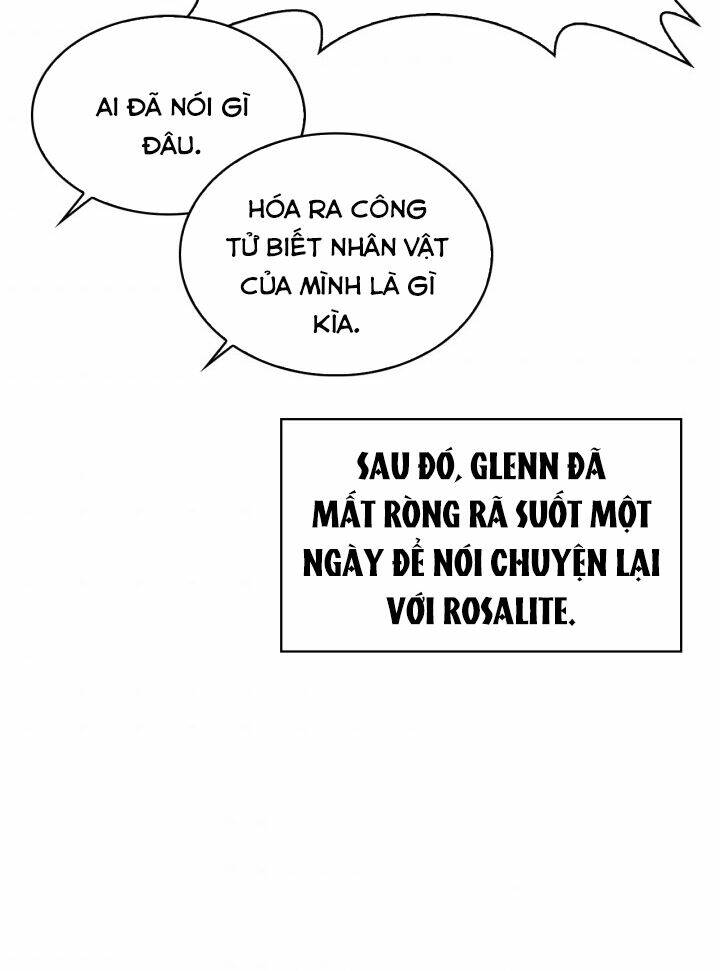 AI ĐÃ NÓI GÌ
ĐÂU.
HÓA RA CÔNG
TỬ BIẾT NHÂN VẬT
CỦA MÌNH LÀ GÌ
KÌA.
SAU ĐÓ, GLENN ĐÃ
MẤT RÒNG RÃ SUỐT MỘT
NGÀY ĐỂ NÓI CHUYỆN LẠI
VỚI ROSALITE.